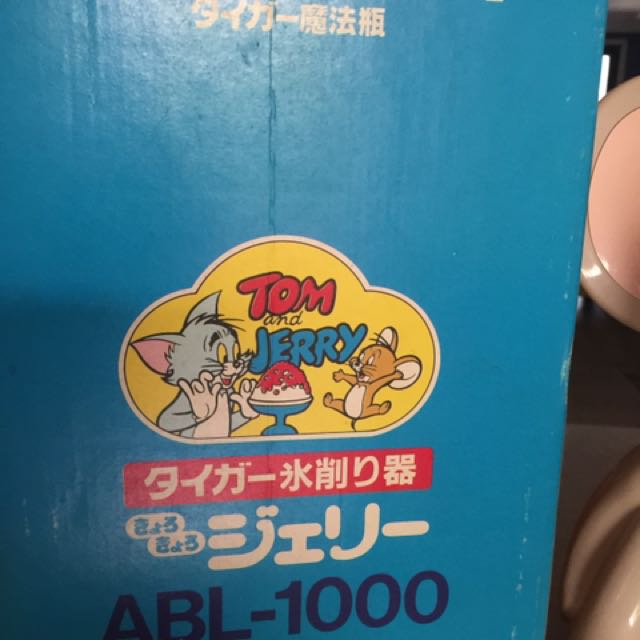 タイガー魔法瓶
TOM
and
JERRY
タイガー氷削り器
きょろ
きょろ
ジェリー
ABL-1000